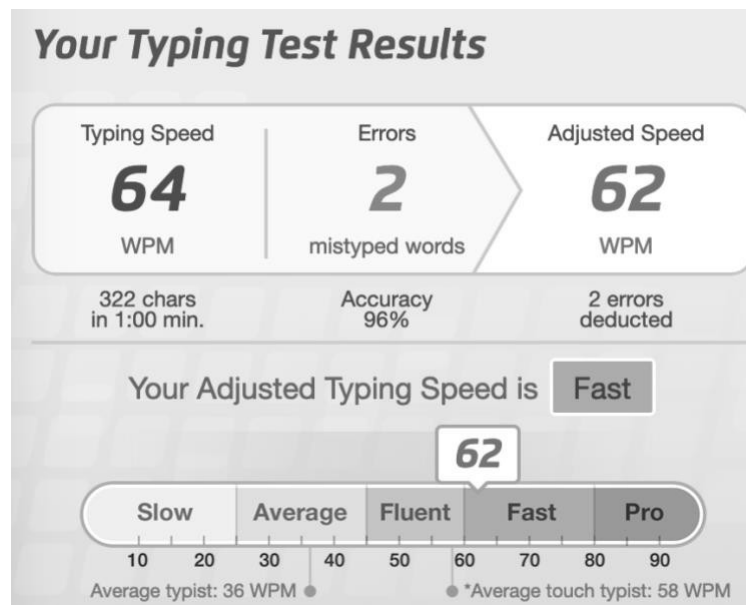 Your Typing Test Results
Typing Speed
64
WPM
Errors
2
mistyped words
Adjusted Speed
62
WPM
322 chars
in 1:00 min.
Accuracy
96%
2 errors
deducted
Your Adjusted Typing Speed is Fast
62
Slow Average Fluent Fast Pro
10 20 30 40 50 60 70 80 90
Average typist: 36 WPM *Average touch typist: 58 WPM